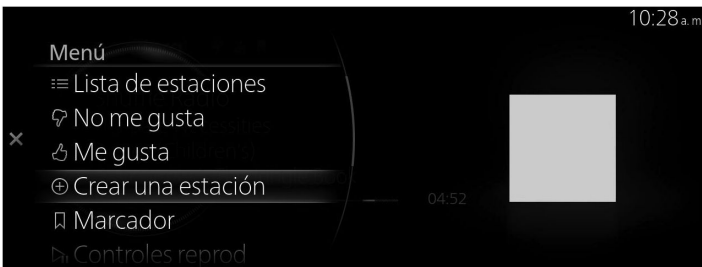 10:28 a. m
Menú
Lista de estaciones
No me gusta
Me gusta
Crear una estación
04:52
Marcador
Controles reprod